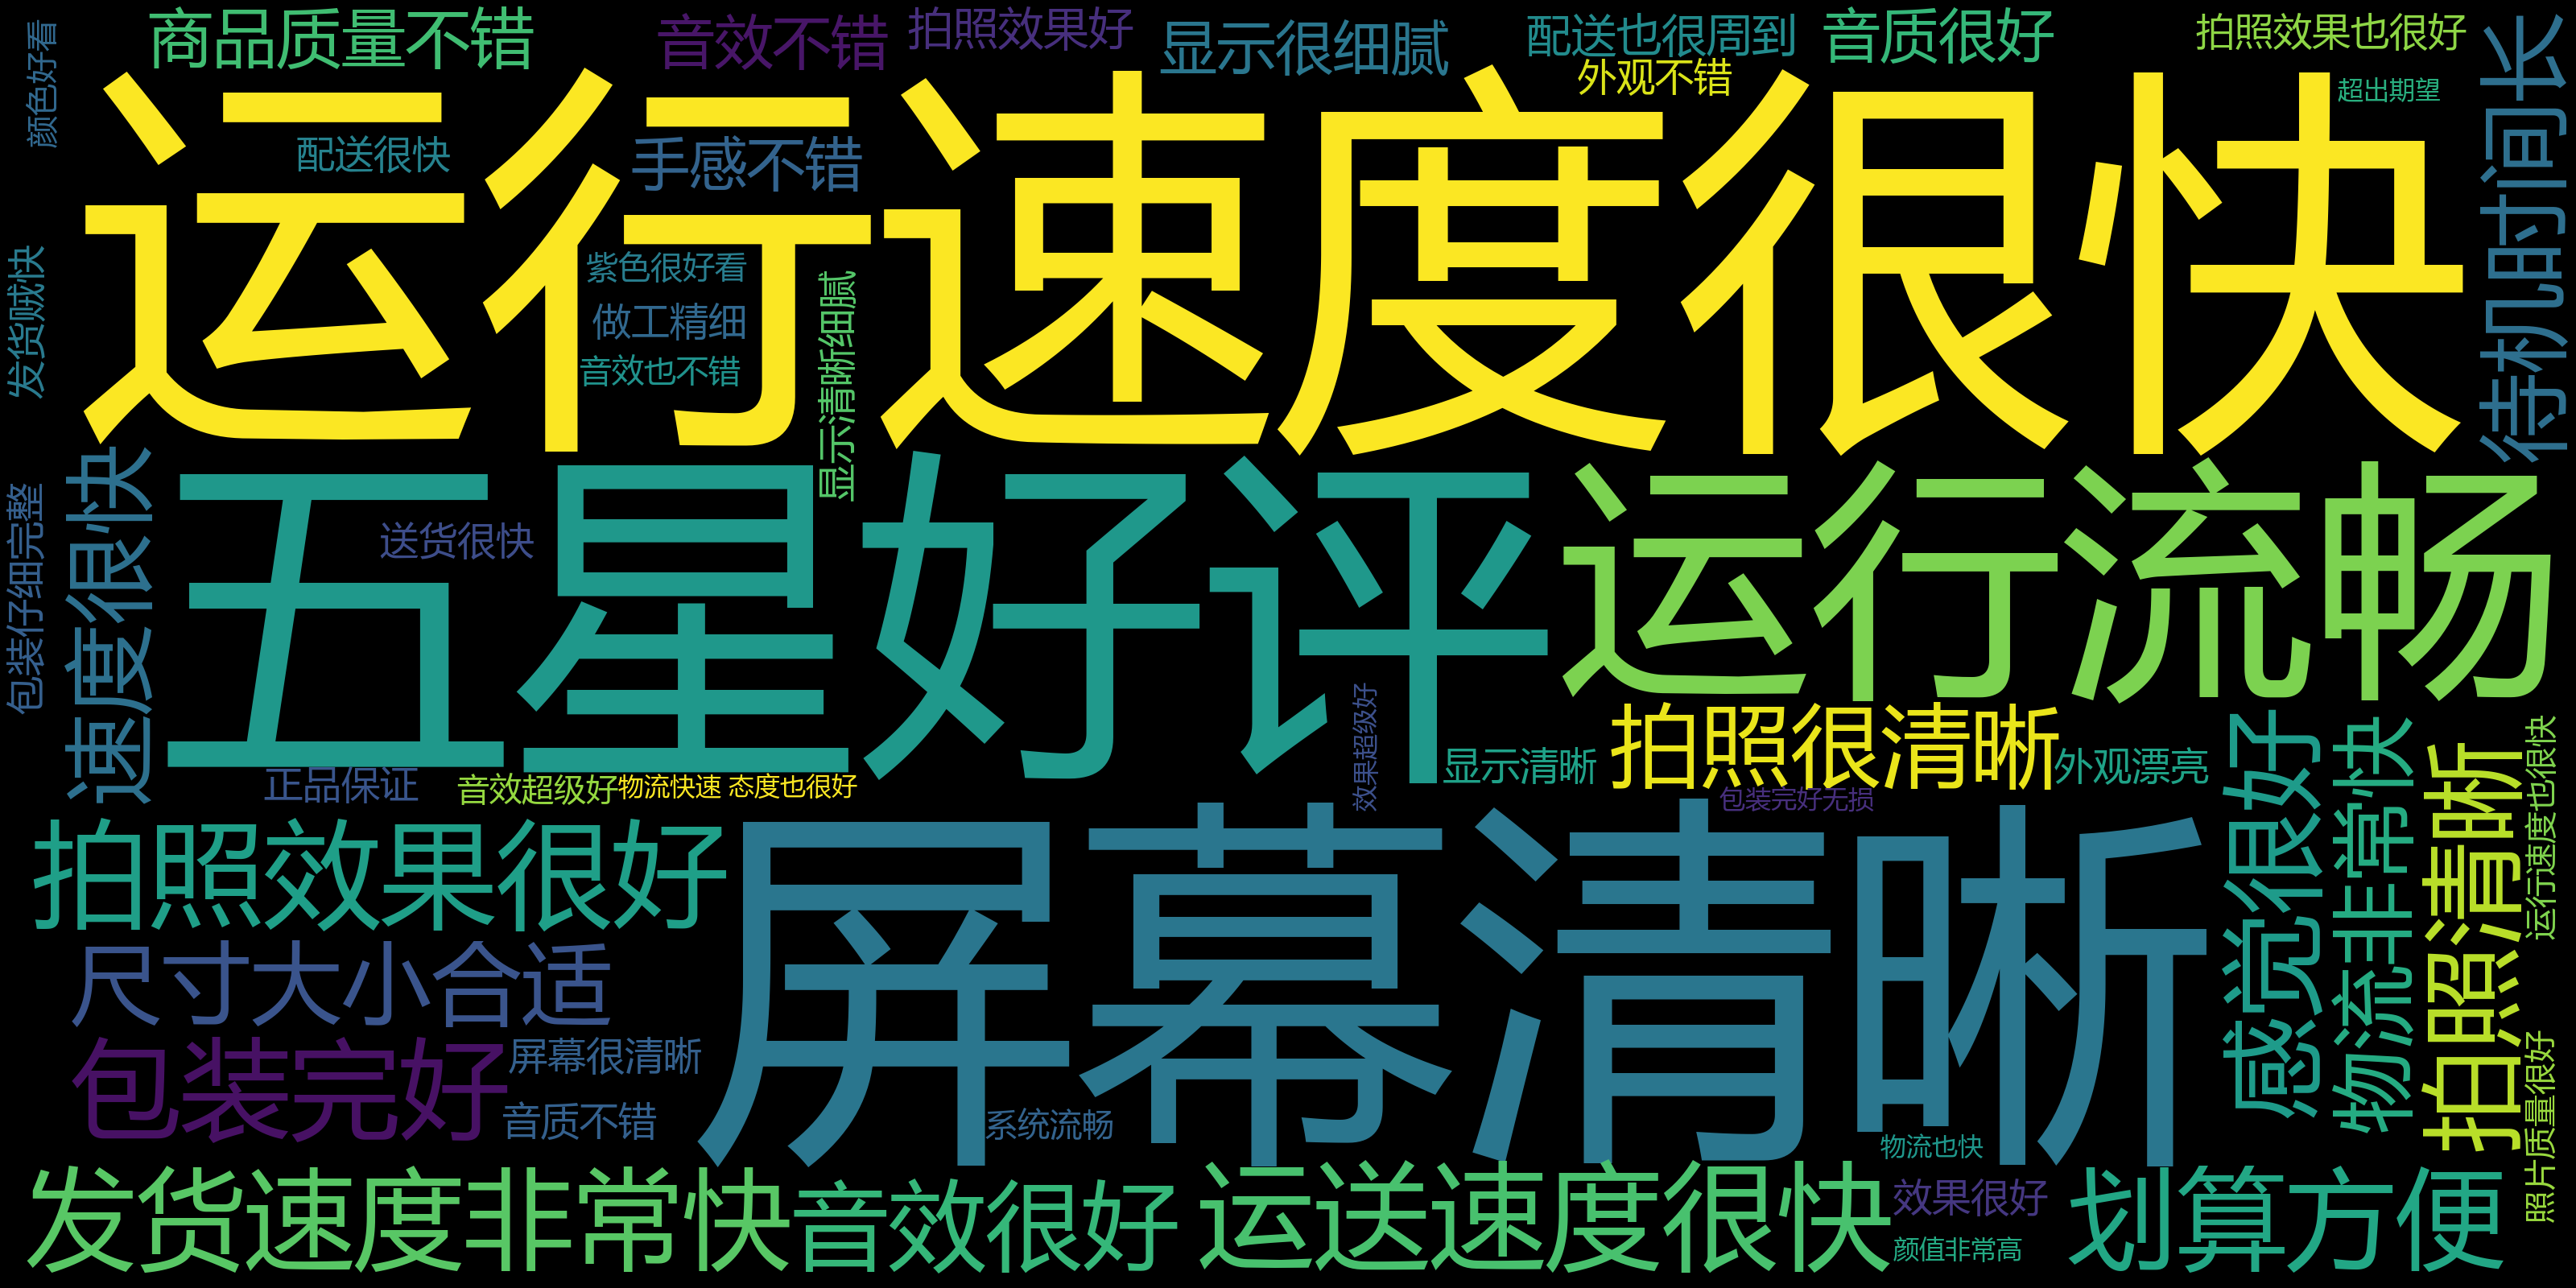 商品质量不错
音效不错
拍照效果好
显示很细腻
配送也很周到
音质很好
拍照效果也很好
颜色好看
外观不错
超出期望
待机时间长
运行速度很快
配送很快
手感不错
紫色很好看
做工精细
音效也不错
显示清晰细腻
发货贼快
包装仔细完整
速度很快
五星好评
运行流畅
送货很快
效果超级好
显示清晰
拍照很清晰
外观漂亮
正品保证
音效超级好
物流快速 态度也很好
包装完好无损
感觉很好
物流非常快
拍照清晰
运行速度也很快
拍照效果很好
屏幕清晰
尺寸大小合适
包装完好
屏幕很清晰
音质不错
系统流畅
物流也快
照片质量很好
发货速度非常快
音效很好
运送速度很快
效果很好
颜值非常高
划算方便